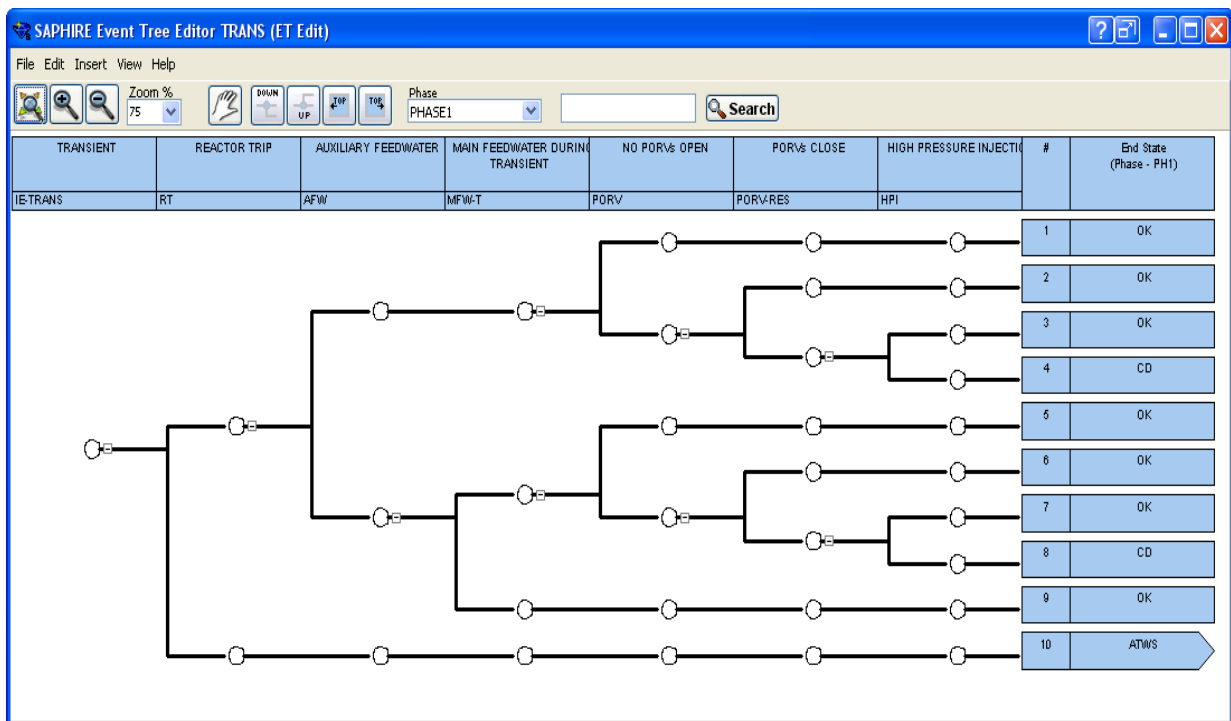 SAPHIRE Event Tree Editor TRANS (ET Edit)
File Edit Insert View Help
Zoom %
75
DOWN
UP
TOP
TOP
Phase
PHASE1
Search
TRANSIENT
REACTOR TRIP
AUXILIARY FEEDWATER
MAIN FEEDWATER DURING
TRANSIENT
NO PORVs OPEN
PORVs CLOSE
HIGH PRESSURE INJECTIO
#
End State
(Phase - PH1)
IE-TRANS
RT
AFW
MFW-T
PORV
PORV-RES
HPI
1 OK
2 OK
3 OK
4 CD
5 OK
6 OK
7 OK
8 CD
9 OK
10 ATWS